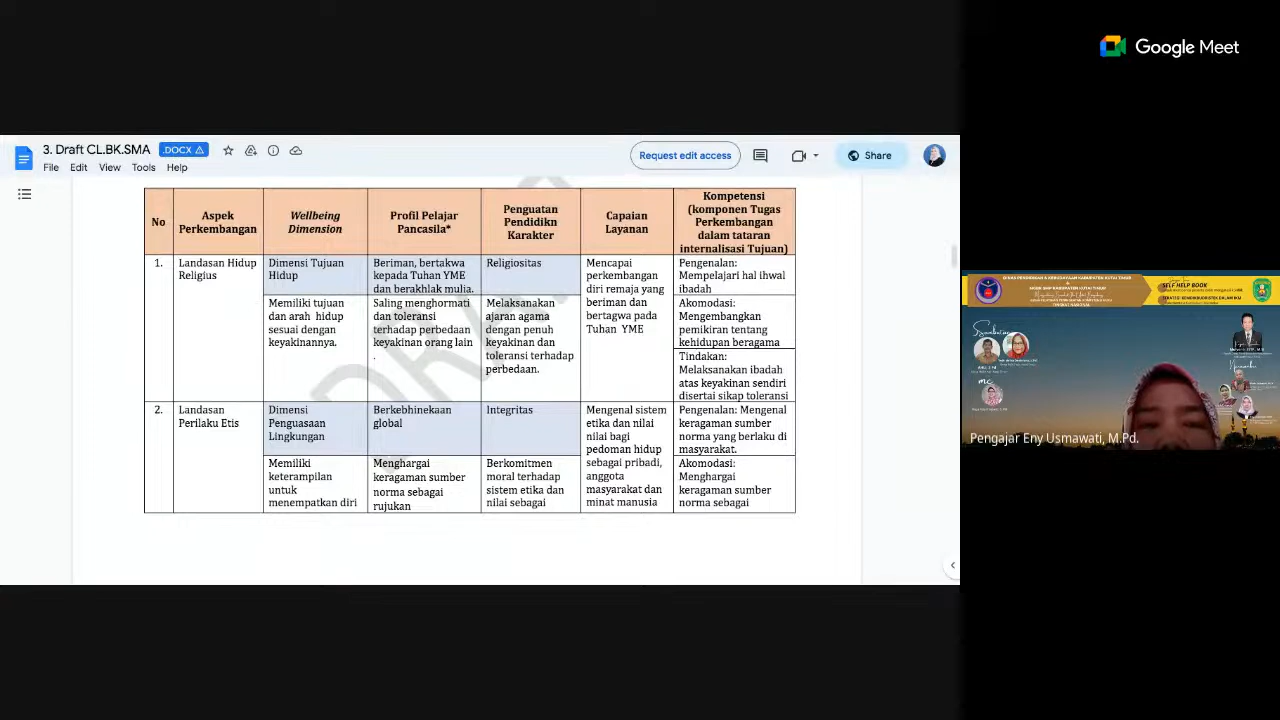 Google Meet
3. Draft CL.BK.SMA
.DOCX
File Edit View Tools Help
Request edit access
Share
No
Aspek
Perkembangan
Wellbeing
Dimension
Profil Pelajar
Pancasila*
Penguatan
Pendidikn
Karakter
Capaian
Layanan
Kompetensi
(komponen Tugas
Perkembangan
dalam tataran
internalisasi Tujuan)
1.
Landasan Hidup
Religius
Dimensi Tujuan
Hidup
Beriman, bertakwa
kepada Tuhan YME
dan berakhlak mulia.
Religiositas
Mencapai
perkembangan
diri remaja yang
beriman dan
bertagwa pada
Tuhan YME
Pengenalan:
Mempelajari hal ihwal
ibadah
Memiliki tujuan
dan arah hidup
sesuai dengan
keyakinannya.
Saling menghormati
dan toleransi
terhadap perbedaan
keyakinan orang lain
.
Melaksanakan
ajaran agama
dengan penuh
keyakinan dan
toleransi terhadap
perbedaan.
Akomodasi:
Mengembangkan
pemikiran tentang
kehidupan beragama
Tindakan:
Melaksanakan ibadah
atas keyakinan sendiri
disertai sikap toleransi
2.
Landasan
Perilaku Etis
Dimensi
Penguasaan
Lingkungan
Berkebhinekaan
global
Integritas
Mengenal sistem
etika dan nilai
nilai bagi
pedoman hidup
sebagai pribadi,
anggota
masyarakat dan
minat manusia
Pengenalan: Mengenal
keragaman sumber
norma yang berlaku di
masyarakat.
Memiliki
keterampilan
untuk
menempatkan diri
Menghargai
keragaman sumber
norma sebagai
rujukan
Berkomitmen
moral terhadap
sistem etika dan
nilai sebagai
Akomodasi:
Menghargai
keragaman sumber
norma sebagai
SELF HELP BOOK
mc
Pengajar Eny Usmawati, M.Pd.